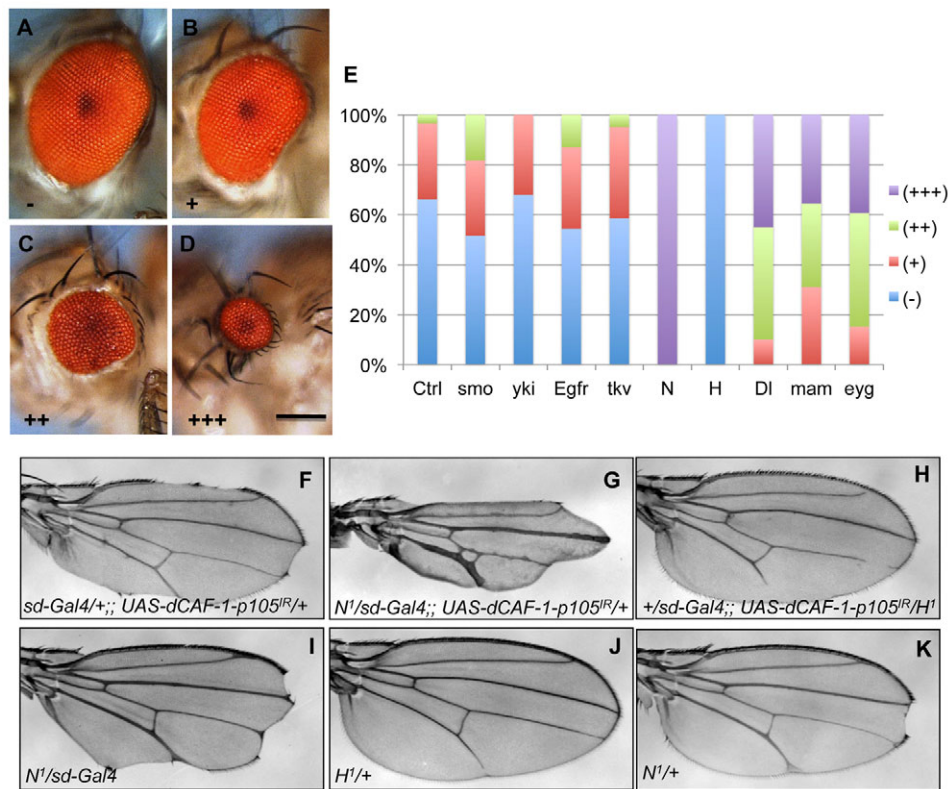 A
-
B
+
C
++
D
+++
E
100%
80%
60%
40%
20%
0%
Ctrl smo yki Egfr tkv N H Dl mam eyg
(+++)
(++)
(+)
(-)
F
sd-Gal4/+;; UAS-dCAF-1-p105IR/+
G
N1/sd-Gal4;; UAS-dCAF-1-p105IR/+
H
+/sd-Gal4;; UAS-dCAF-1-p105IR/H1
I
N1/sd-Gal4
J
H1/+
K
N1/+